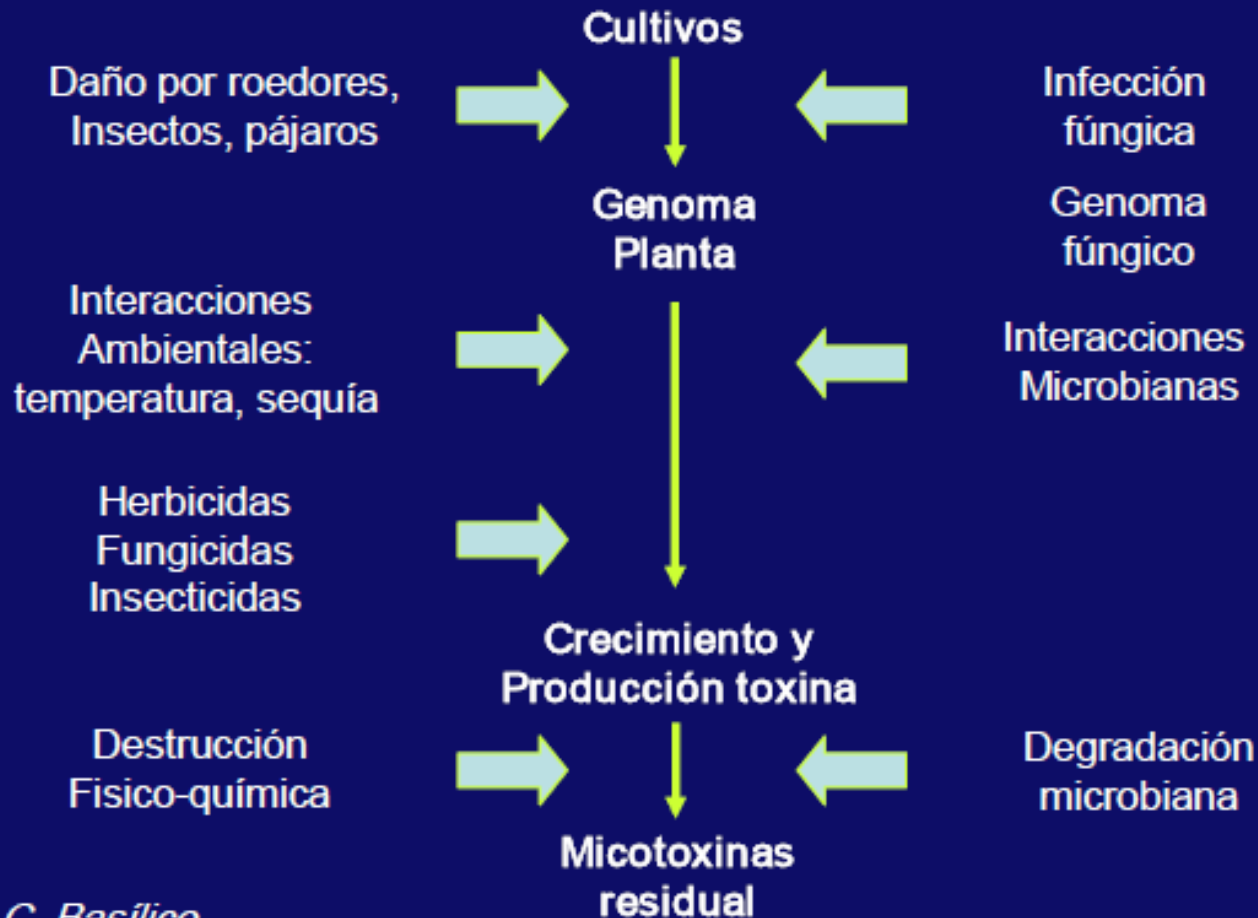 Cultivos
Daño por roedores,
Insectos, pájaros
Infección
fúngica
Genoma
Planta
Genoma
fúngico
Interacciones
Ambientales:
temperatura, sequía
Interacciones
Microbianas
Herbicidas
Fungicidas
Insecticidas
Crecimiento y
Producción toxina
Destrucción
Fisico-química
Degradación
microbiana
Micotoxinas
residual
C. Basílico